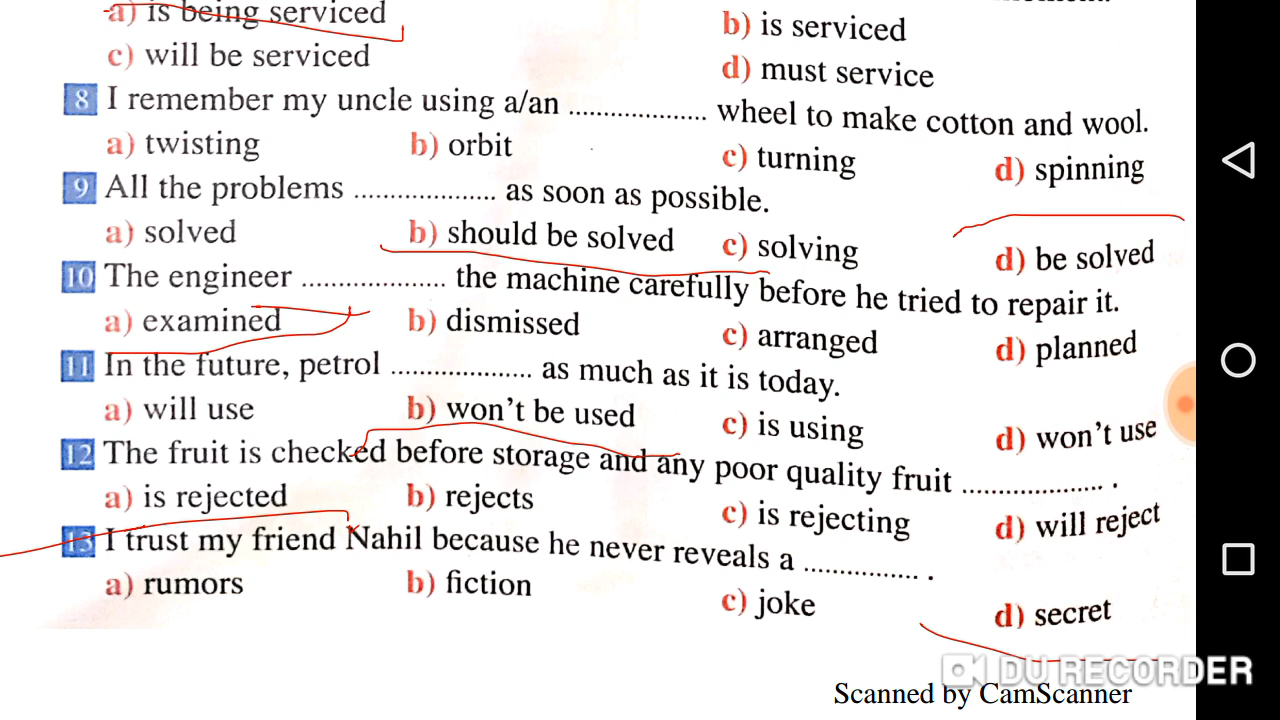 a) is being serviced b) is serviced
c) will be serviced d) must service
8 I remember my uncle using a/an .................... wheel to make cotton and wool.
a) twisting b) orbit c) turning d) spinning
9 All the problems .................... as soon as possible.
a) solved b) should be solved c) solving d) be solved
10 The engineer .................... the machine carefully before he tried to repair it.
a) examined b) dismissed c) arranged d) planned
11 In the future, petrol .................... as much as it is today.
a) will use b) won't be used c) is using d) won't use
12 The fruit is checked before storage and any poor quality fruit .................... .
a) is rejected b) rejects c) is rejecting d) will reject
13 I trust my friend Nahil because he never reveals a ................ .
a) rumors b) fiction c) joke d) secret
DU RECORDER
Scanned by CamScanner